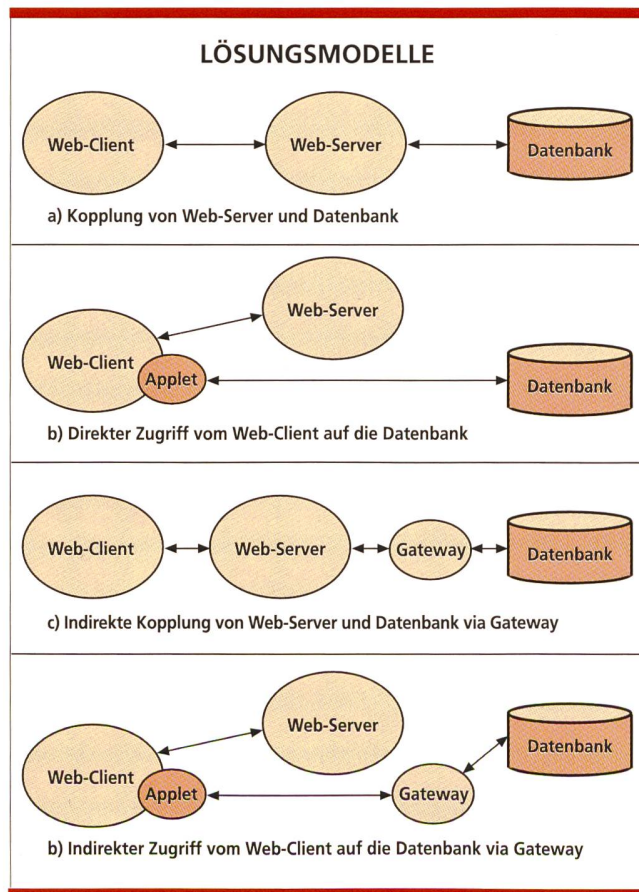 LÖSUNGSMODELLE
Web-Client Web-Server Datenbank
a) Kopplung von Web-Server und Datenbank
Web-Server
Web-Client
Applet Datenbank
b) Direkter Zugriff vom Web-Client auf die Datenbank
Web-Client Web-Server Gateway Datenbank
c) Indirekte Kopplung von Web-Server und Datenbank via Gateway
Web-Server
Datenbank
Web-Client
Applet Gateway
b) Indirekter Zugriff vom Web-Client auf die Datenbank via Gateway